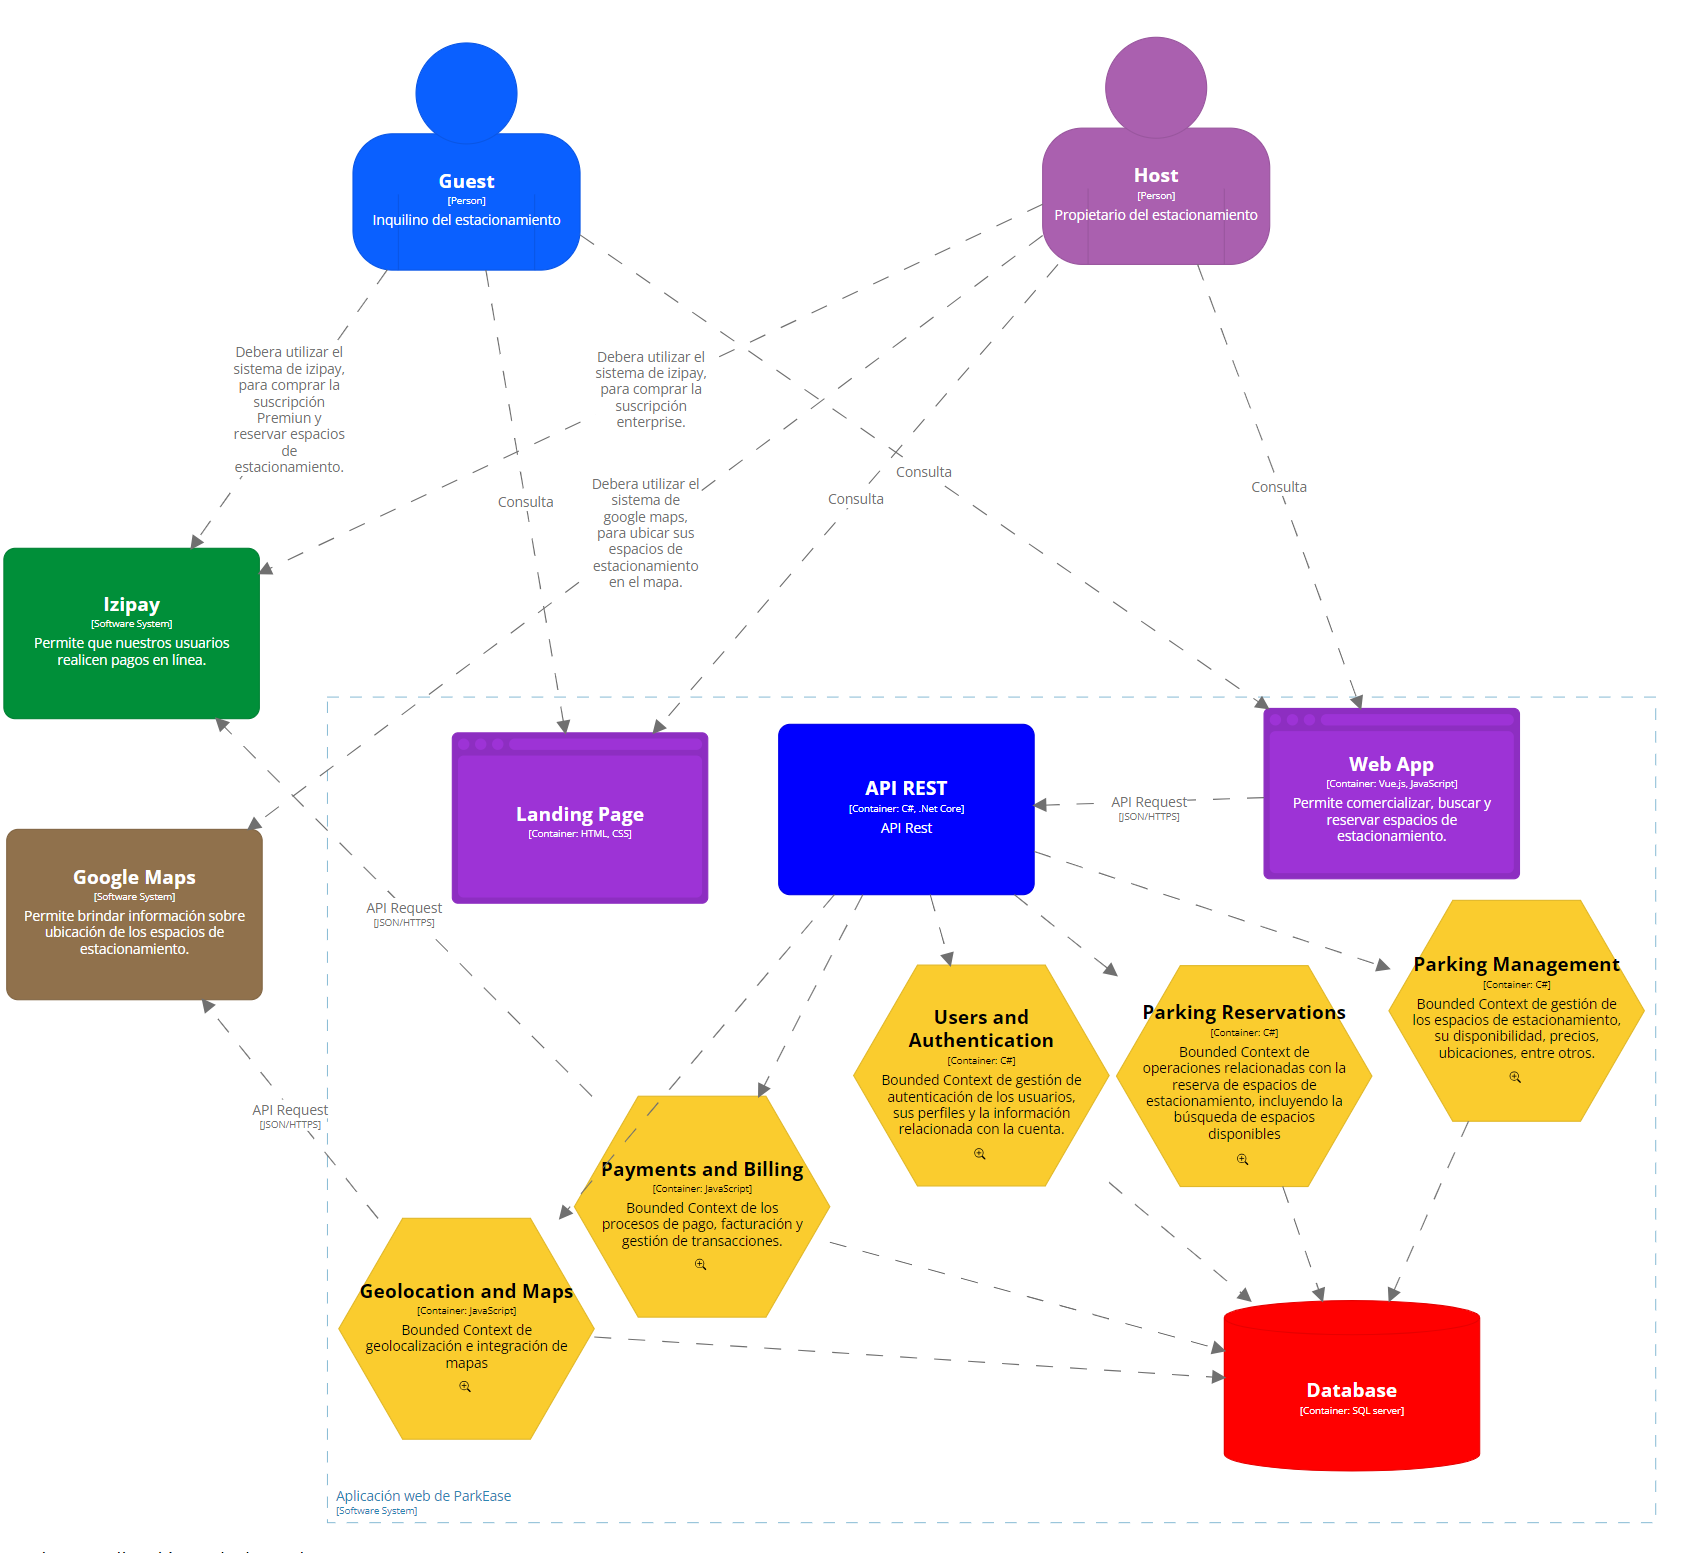 Guest
[Person]
Inquilino del estacionamiento
Host
[Person]
Propietario del estacionamiento
Debera utilizar el
sistema de izipay,
para comprar la
suscripción
Premiun y
reservar espacios
de
estacionamiento.
Debera utilizar el
sistema de izipay,
para comprar la
suscripción
enterprise.
Debera utilizar el
sistema de
google maps,
para ubicar sus
espacios de
estacionamiento
en el mapa.
Consulta
Consulta
Consulta
Consulta
Izipay
[Software System]
Permite que nuestros usuarios
realicen pagos en línea.
Google Maps
[Software System]
Permite brindar información sobre
ubicación de los espacios de
estacionamiento.
Landing Page
[Container: HTML, CSS]
API REST
[Container: C#, .Net Core]
API Rest
API Request
[JSON/HTTPS]
Web App
[Container: Vue.js, JavaScript]
Permite comercializar, buscar y
reservar espacios de
estacionamiento.
API Request
[JSON/HTTPS]
API Request
[JSON/HTTPS]
Users and
Authentication
[Container: C#]
Bounded Context de gestión de
autenticación de los usuarios,
sus perfiles y la información
relacionada con la cuenta.
Parking Reservations
[Container: C#]
Bounded Context de
operaciones relacionadas con la
reserva de espacios de
estacionamiento, incluyendo la
búsqueda de espacios
disponibles
Parking Management
[Container: C#]
Bounded Context de gestión de
los espacios de estacionamiento,
su disponibilidad, precios,
ubicaciones, entre otros.
Payments and Billing
[Container: JavaScript]
Bounded Context de los
procesos de pago, facturación y
gestión de transacciones.
Geolocation and Maps
[Container: JavaScript]
Bounded Context de
geolocalización e integración de
mapas
Database
[Container: SQL server]
Aplicación web de ParkEase
[Software System]